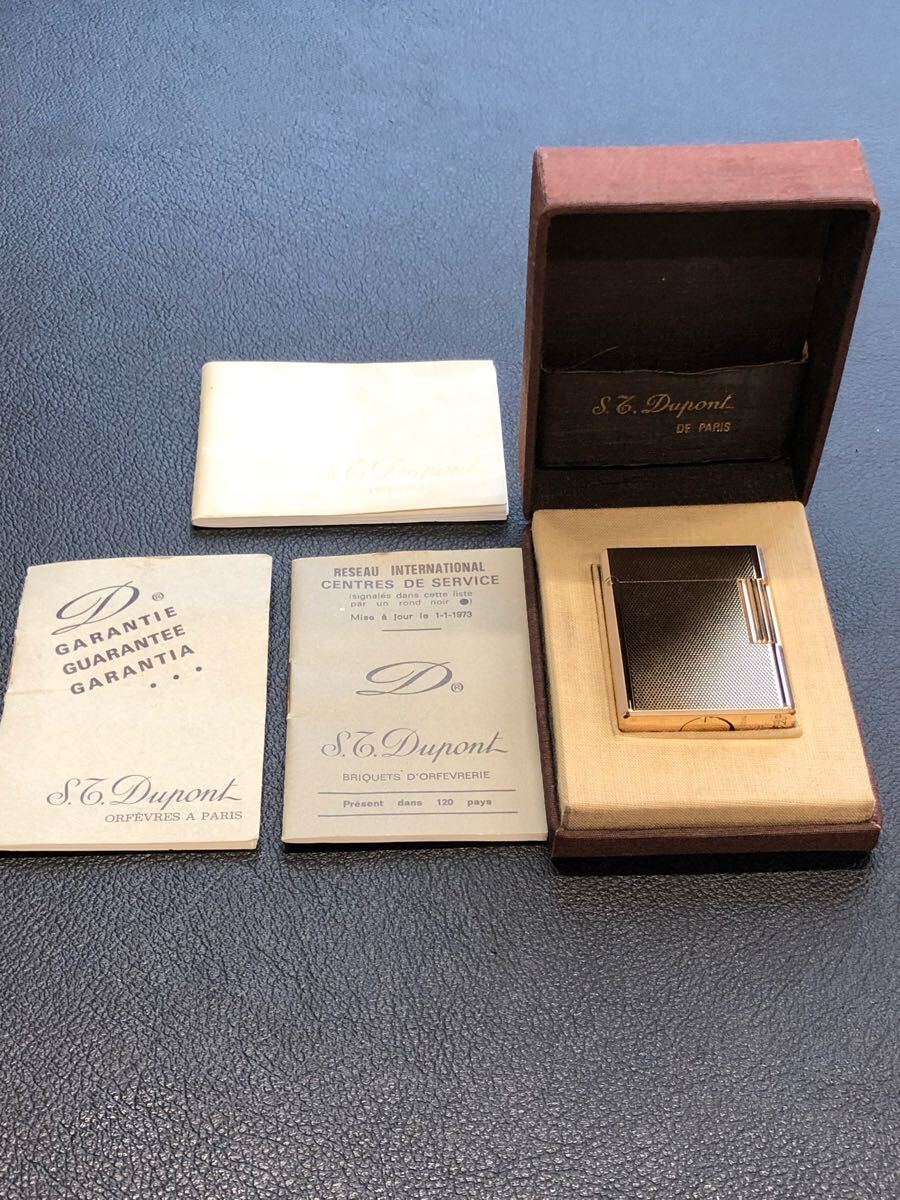 S.T. Dupont
DE PARIS
S.T. Dupont
D®
GARANTIE
GUARANTEE
GARANTIA
...
S.T. Dupont
ORFÈVRES A PARIS
RESEAU INTERNATIONAL
CENTRES DE SERVICE
(signalés dans cette liste
par un rond noir ●)
Mise à jour le 1-1-1973
D®
S.T. Dupont
BRIQUETS D'ORFEVRERIE
Présent dans 120 pays